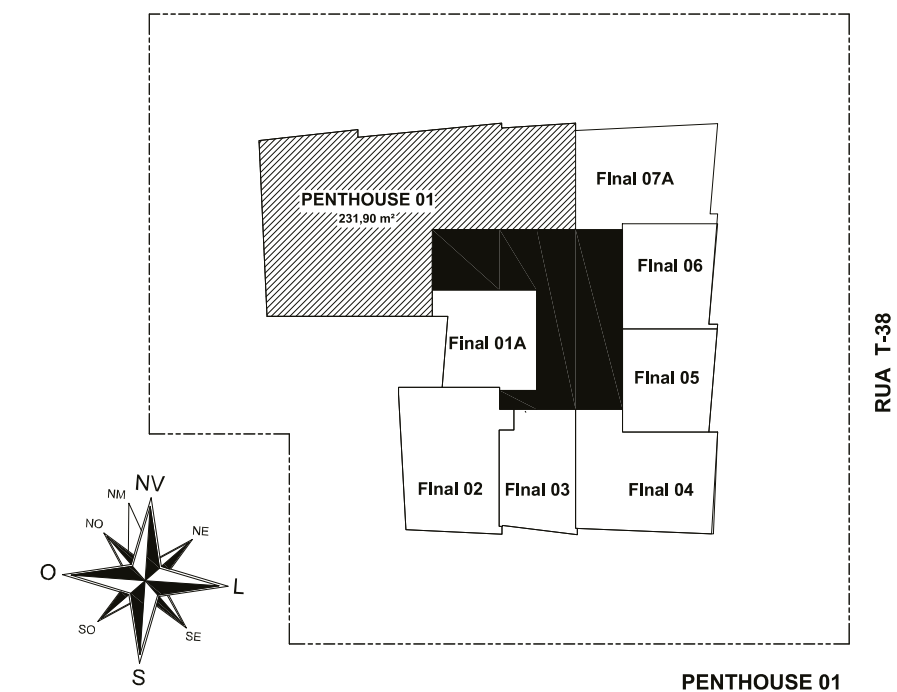 FInal 07A
PENTHOUSE 01
231,90 m²
FInal 06
RUA T-38
FInal 01A
FInal 05
FInal 02
FInal 03
FInal 04
NV
NM
NO
NE
O
L
SO
SE
S
PENTHOUSE 01